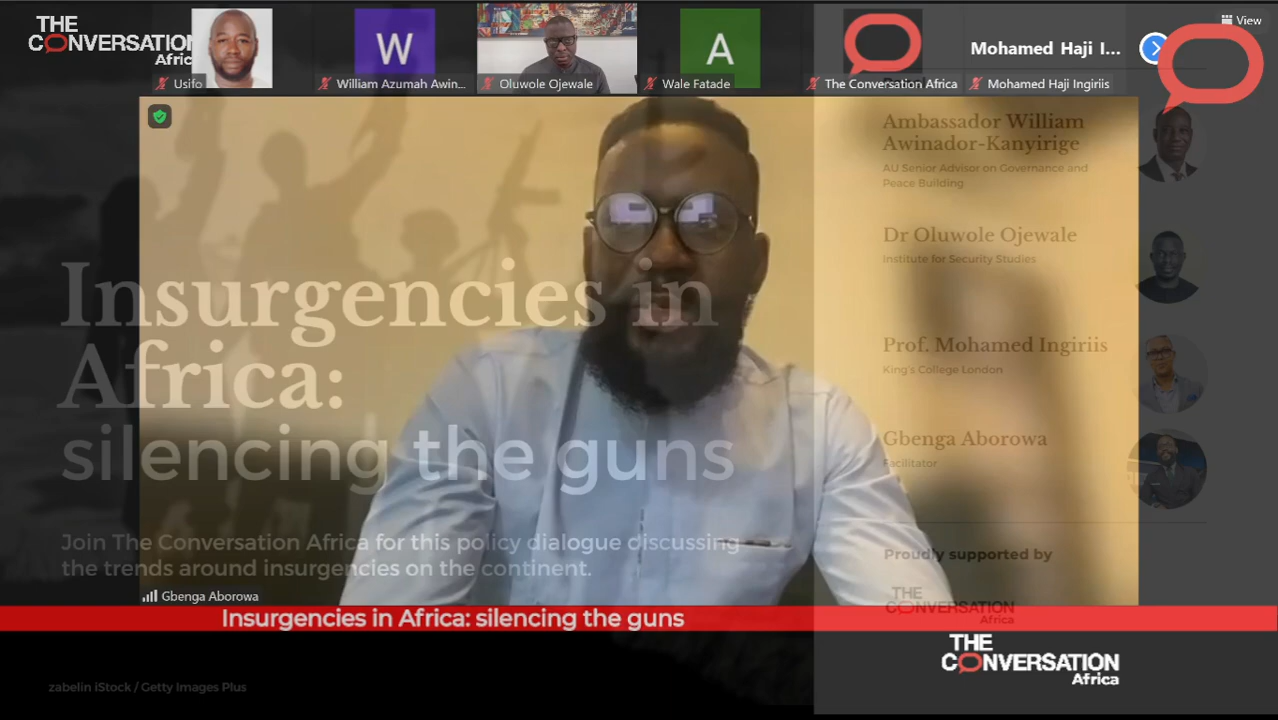 THE
CONVERSATION
Afric
Usifo
W
William Azumah Awin...
Oluwole Ojewale
A
Wale Fatade
The Conversation Africa
Mohamed Haji I...
Mohamed Haji Ingiriis
View
Ambassador William
Awinador-Kanyirige
AU Senior Advisor on Governance and
Peace Building
Dr Oluwole Ojewale
Institute for Security Studies
Prof. Mohamed Ingiriis
King's College London
Gbenga Aborowa
Facilitator
Proudly supported by
THE
CONVERSATION
Africa
Insurgencies in
Africa:
silencing the guns
Join The Conversation Africa for this policy dialogue discussing
the trends around insurgencies on the continent.
Gbenga Aborowa
Insurgencies in Africa: silencing the guns
THE
CONVERSATION
Africa
zabelin iStock / Getty Images Plus